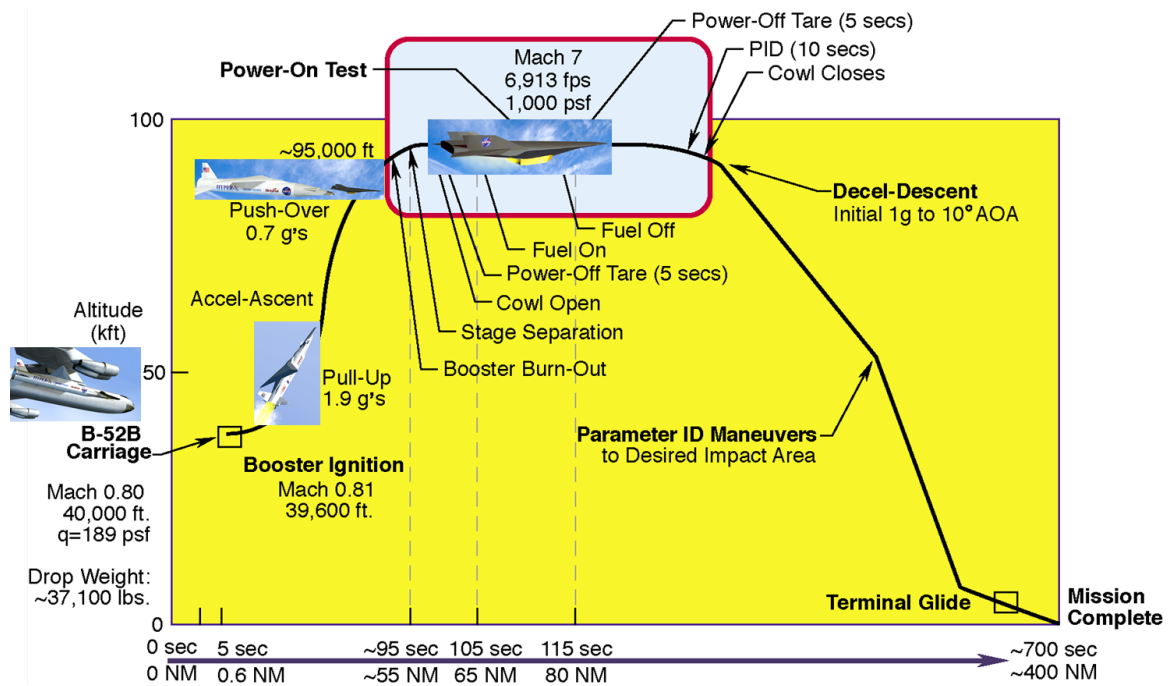 Power-Off Tare (5 secs)
PID (10 secs)
Cowl Closes
Power-On Test
Mach 7
6,913 fps
1,000 psf
100
~95,000 ft
Push-Over
0.7 g's
Decel-Descent
Initial 1g to 10° AOA
Fuel Off
Fuel On
Power-Off Tare (5 secs)
Cowl Open
Stage Separation
Booster Burn-Out
Accel-Ascent
Altitude
(kft)
50
Pull-Up
1.9 g's
B-52B
Carriage
Booster Ignition
Mach 0.81
39,600 ft.
Parameter ID Maneuvers
to Desired Impact Area
Mach 0.80
40,000 ft.
q=189 psf
Drop Weight:
~37,100 lbs.
Terminal Glide
Mission
Complete
0
0 sec
5 sec
~95 sec
105 sec
115 sec
~700 sec
0 NM
0.6 NM
~55 NM
65 NM
80 NM
~400 NM